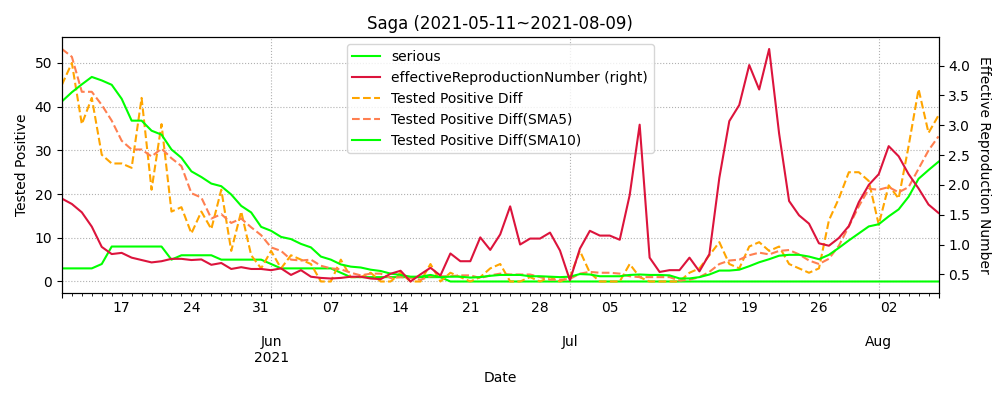 Saga (2021-05-11~2021-08-09)
serious
effectiveReproductionNumber (right)
Tested Positive Diff
Tested Positive Diff(SMA5)
Tested Positive Diff(SMA10)
Tested Positive
50
40
30
20
10
0
Effective Reproduction Number
4.0
3.5
3.0
2.5
2.0
1.5
1.0
0.5
17 24 31 07 14 21 28 05 12 19 26 02
Jun Jul Aug
2021
Date